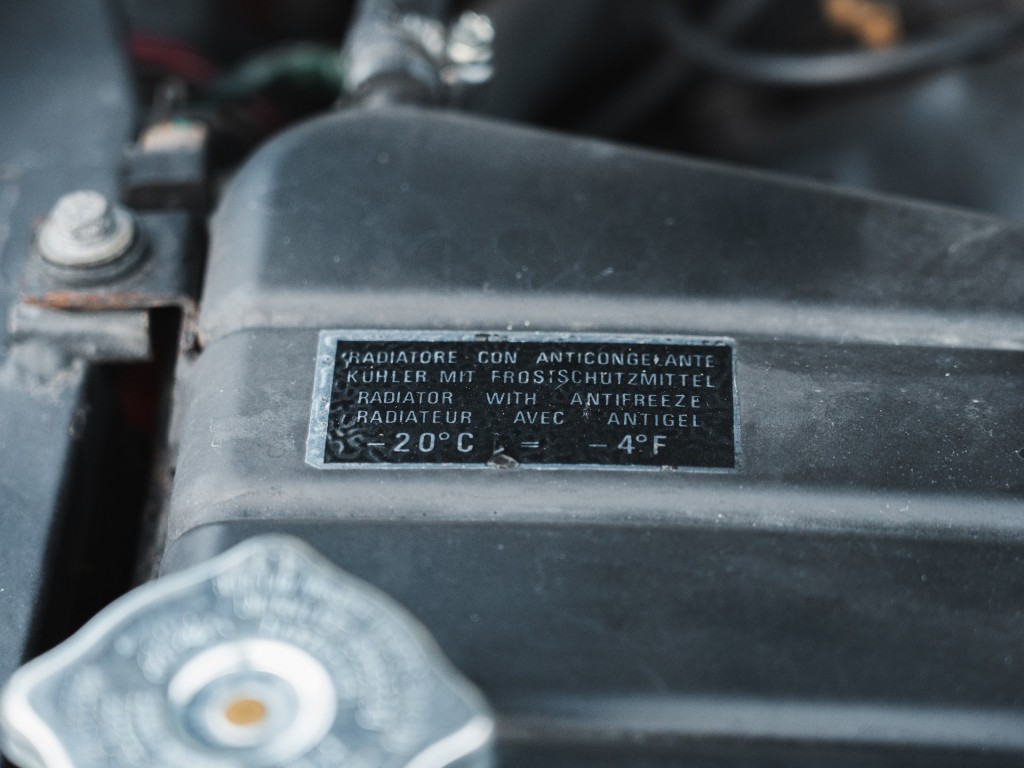 RADIATORE CON ANTICONGELANTE
KÜHLER MIT FROSTSCHUTZMITTEL
RADIATOR WITH ANTIFREEZE
RADIATEUR AVEC ANTIGEL
-20°C = -4°F